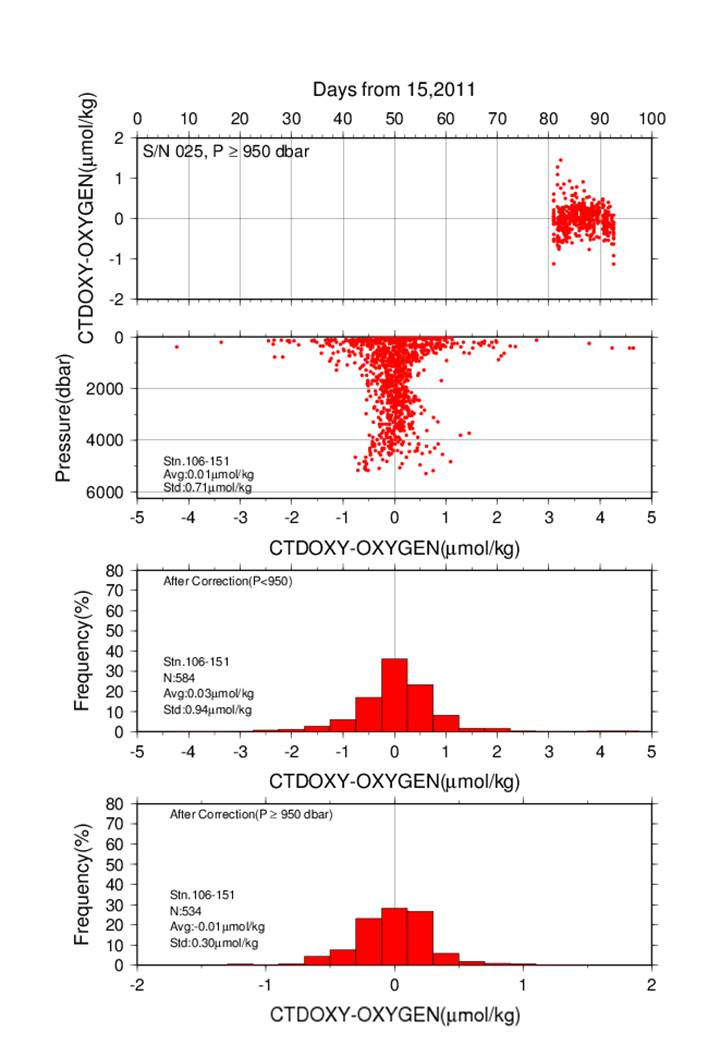 Days from 15,2011
0 10 20 30 40 50 60 70 80 90 100
CTDOXY-OXYGEN(μmol/kg)
2
1
0
-1
-2
S/N 025, P ≥ 950 dbar
Pressure(dbar)
0
2000
4000
6000
Stn.106-151
Avg:0.01μmol/kg
Std:0.71μmol/kg
-5 -4 -3 -2 -1 0 1 2 3 4 5
CTDOXY-OXYGEN(μmol/kg)
Frequency(%)
80
70
60
50
40
30
20
10
0
After Correction(P<950)
Stn.106-151
N:584
Avg:0.03μmol/kg
Std:0.94μmol/kg
-5 -4 -3 -2 -1 0 1 2 3 4 5
CTDOXY-OXYGEN(μmol/kg)
Frequency(%)
80
70
60
50
40
30
20
10
0
After Correction(P ≥ 950 dbar)
Stn.106-151
N:534
Avg:-0.01μmol/kg
Std:0.30μmol/kg
-2 -1 0 1 2
CTDOXY-OXYGEN(μmol/kg)